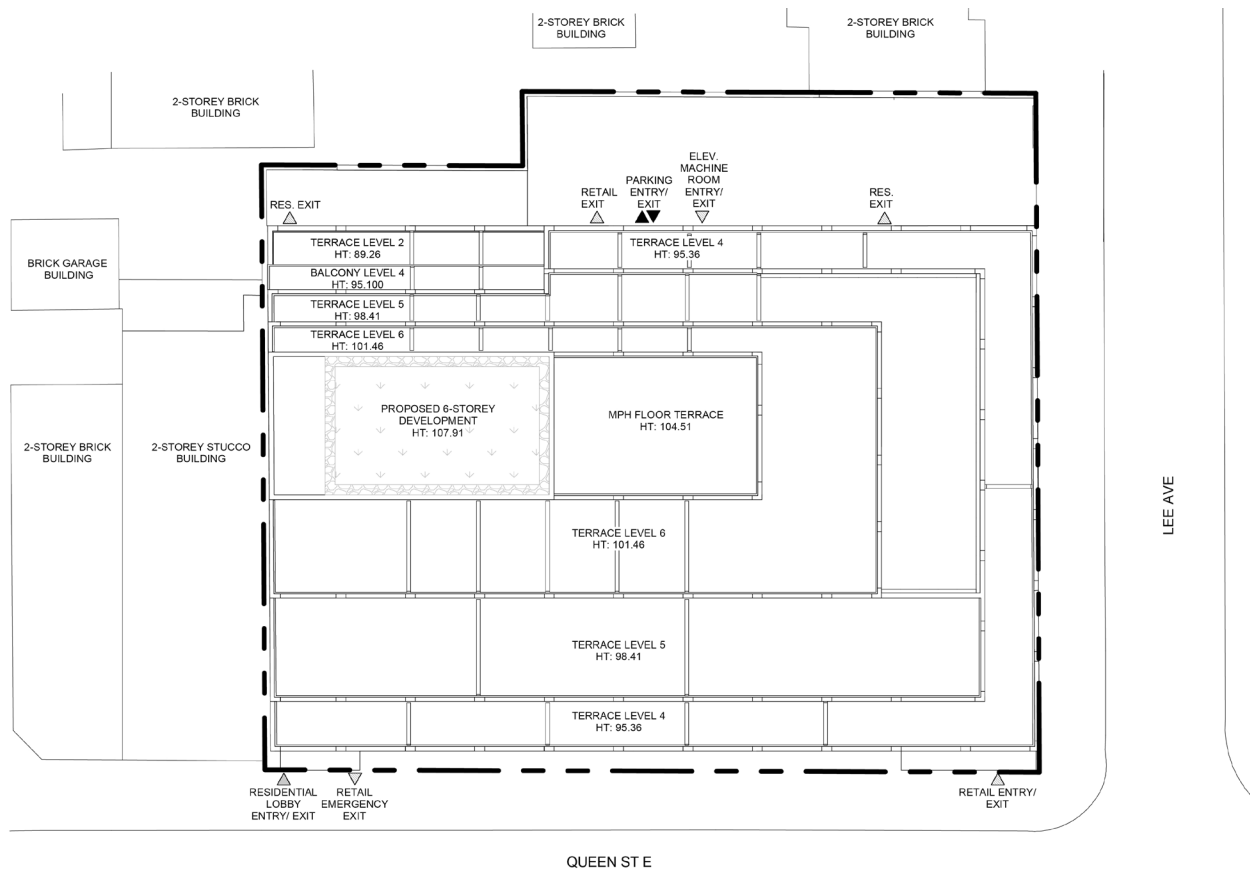 2-STOREY BRICK
BUILDING
2-STOREY BRICK
BUILDING
2-STOREY BRICK
BUILDING
RES. EXIT
RETAIL
EXIT
PARKING
ENTRY/
EXIT
ELEV.
MACHINE
ROOM
ENTRY/
EXIT
RES.
EXIT
BRICK GARAGE
BUILDING
TERRACE LEVEL 2
HT: 89.26
TERRACE LEVEL 4
HT: 95.36
BALCONY LEVEL 4
HT: 95.100
TERRACE LEVEL 5
HT: 98.41
TERRACE LEVEL 6
HT: 101.46
PROPOSED 6-STOREY
DEVELOPMENT
HT: 107.91
MPH FLOOR TERRACE
HT: 104.51
2-STOREY BRICK
BUILDING
2-STOREY STUCCO
BUILDING
LEE AVE
TERRACE LEVEL 6
HT: 101.46
TERRACE LEVEL 5
HT: 98.41
TERRACE LEVEL 4
HT: 95.36
RESIDENTIAL
LOBBY
ENTRY/ EXIT
RETAIL
EMERGENCY
EXIT
RETAIL ENTRY/
EXIT
QUEEN ST E